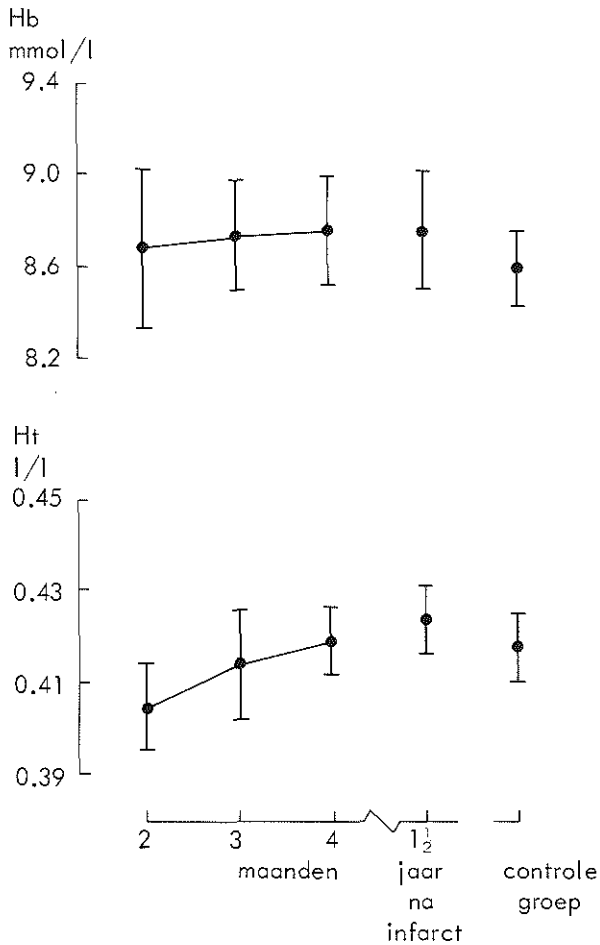 Hb
mmol/l
9.4
9.0
8.6
8.2
Ht
l/l
0.45
0.43
0.41
0.39
2 3 4 1½
maanden jaar controle
na groep
infarct